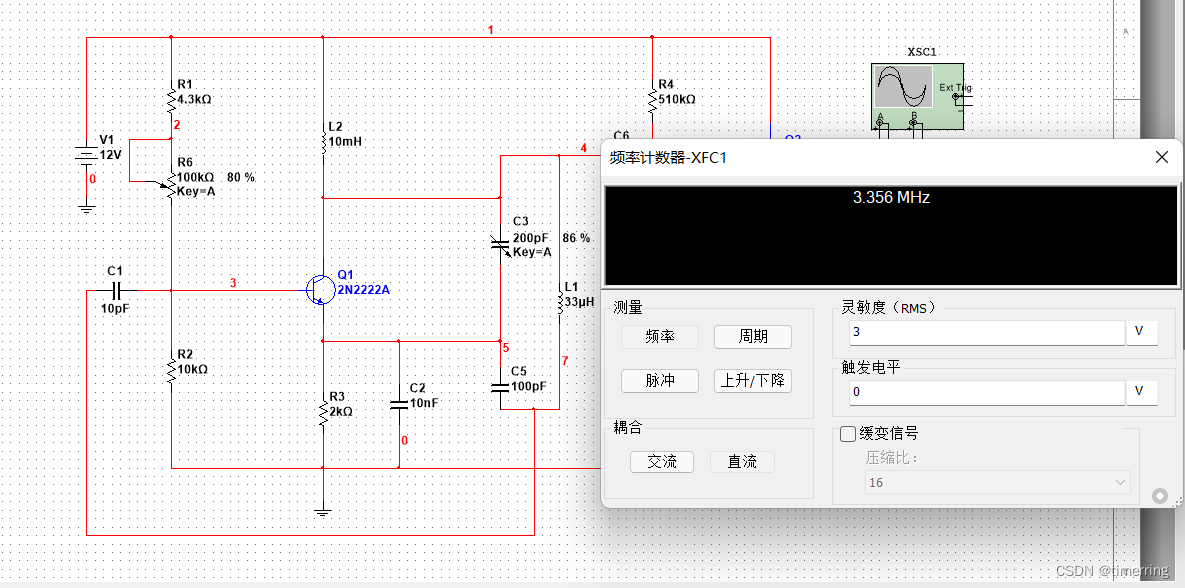 1
XSC1
Ext Trig
A
B
R1
4.3kΩ
2
V1
12V
0
R6
100kΩ 80 %
Key=A
L2
10mH
R4
510kΩ
C6
4
C3
200pF 86 %
Key=A
C1
10pF
3
Q1
2N2222A
L1
33µH
R2
10kΩ
5
C5
100pF
7
R3
2kΩ
C2
10nF
0
频率计数器-XFC1
3.356 MHz
测量
频率
周期
脉冲
上升/下降
耦合
交流
直流
灵敏度（RMS）
3
V
触发电平
0
V
缓变信号
压缩比：
16
A
CSDN @timerring